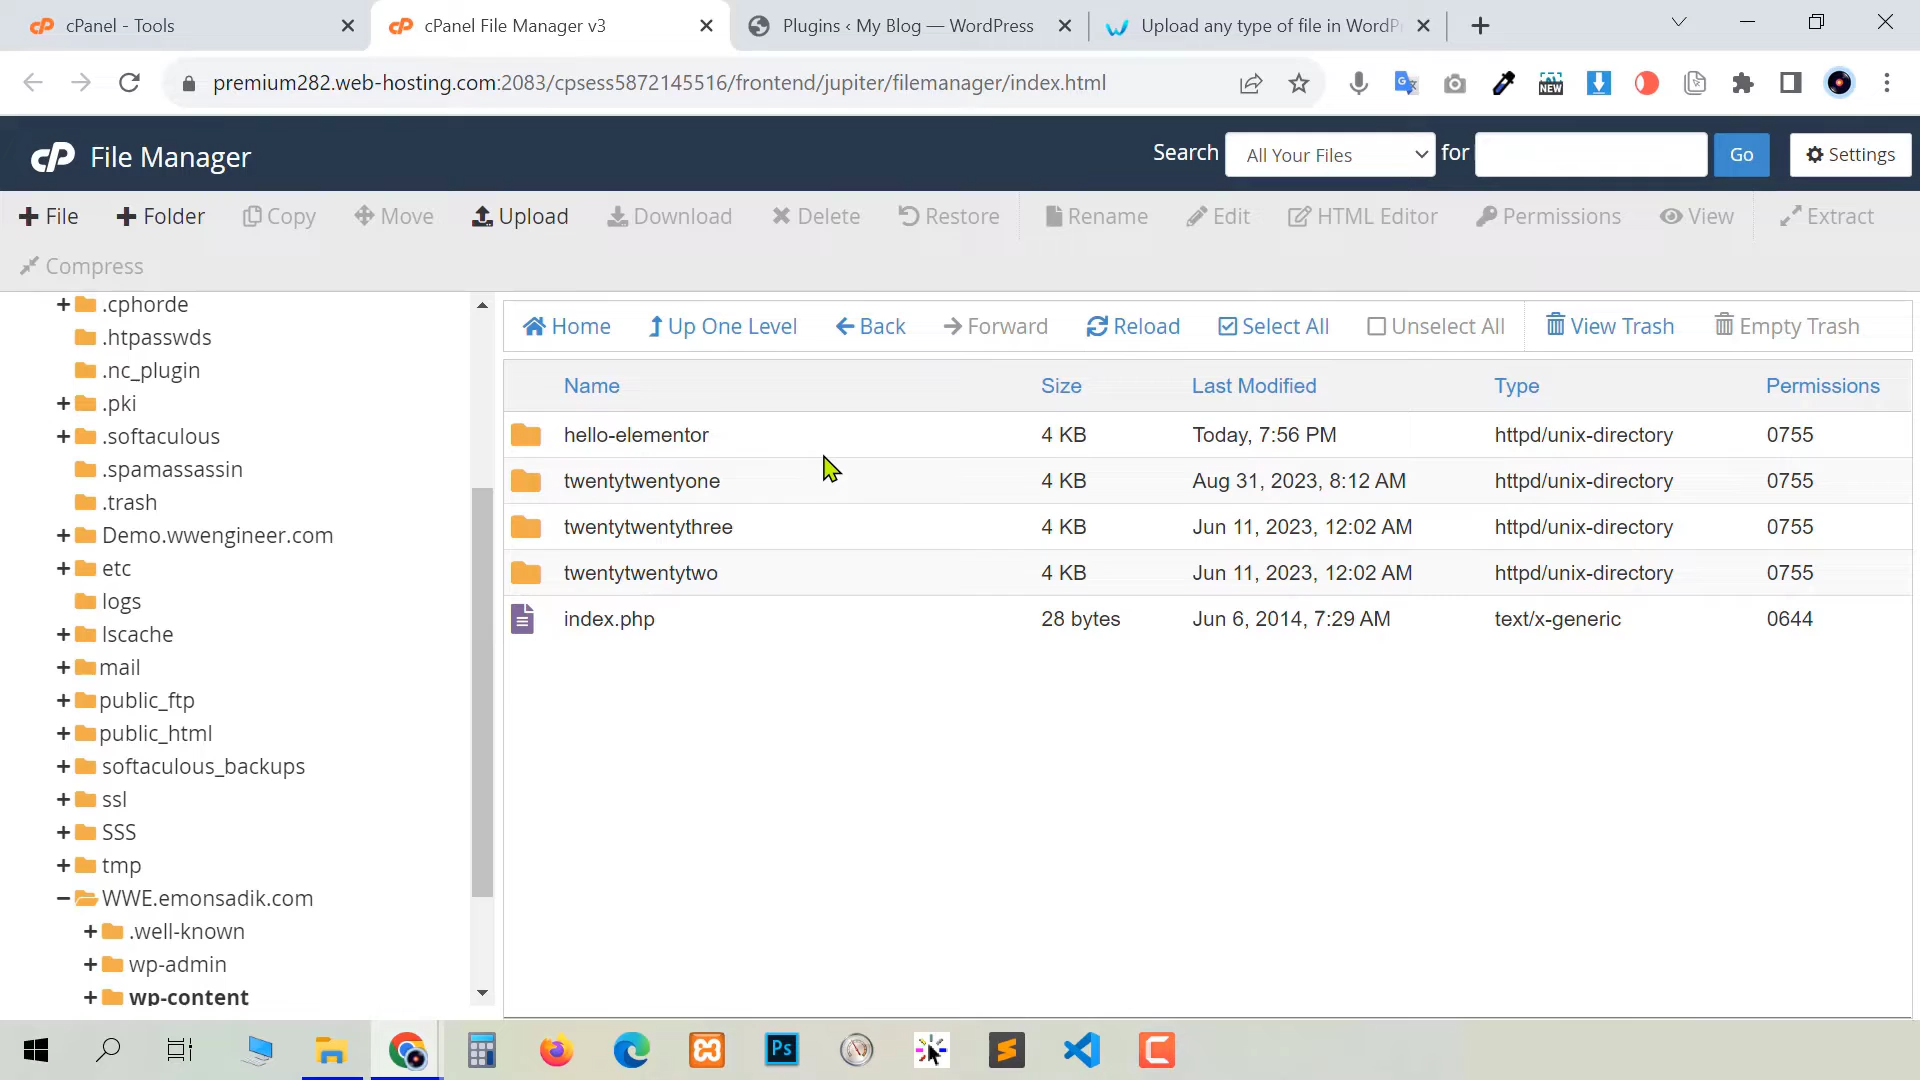 cPanel - Tools
cPanel File Manager v3
Plugins ‹ My Blog — WordPress
Upload any type of file in WordP
premium282.web-hosting.com:2083/cpsess5872145516/frontend/jupiter/filemanager/index.html
NEW
cP File Manager
Search All Your Files for Go Settings
File Folder Copy Move Upload Download Delete Restore Rename Edit HTML Editor Permissions View Extract
Compress
.cphorde
.htpasswds
.nc_plugin
.pki
.softaculous
.spamassassin
.trash
Demo.wwengineer.com
etc
logs
lscache
mail
public_ftp
public_html
softaculous_backups
ssl
SSS
tmp
WWE.emonsadik.com
.well-known
wp-admin
wp-content
Home Up One Level Back Forward Reload Select All Unselect All View Trash Empty Trash
Name Size Last Modified Type Permissions
hello-elementor 4 KB Today, 7:56 PM httpd/unix-directory 0755
twentytwentyone 4 KB Aug 31, 2023, 8:12 AM httpd/unix-directory 0755
twentytwentythree 4 KB Jun 11, 2023, 12:02 AM httpd/unix-directory 0755
twentytwentytwo 4 KB Jun 11, 2023, 12:02 AM httpd/unix-directory 0755
index.php 28 bytes Jun 6, 2014, 7:29 AM text/x-generic 0644
Ps